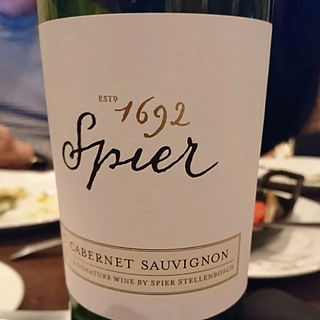 ESTD 1692
Spier
CABERNET SAUVIGNON
A SIGNATURE WINE BY SPIER STELLENBOSCH